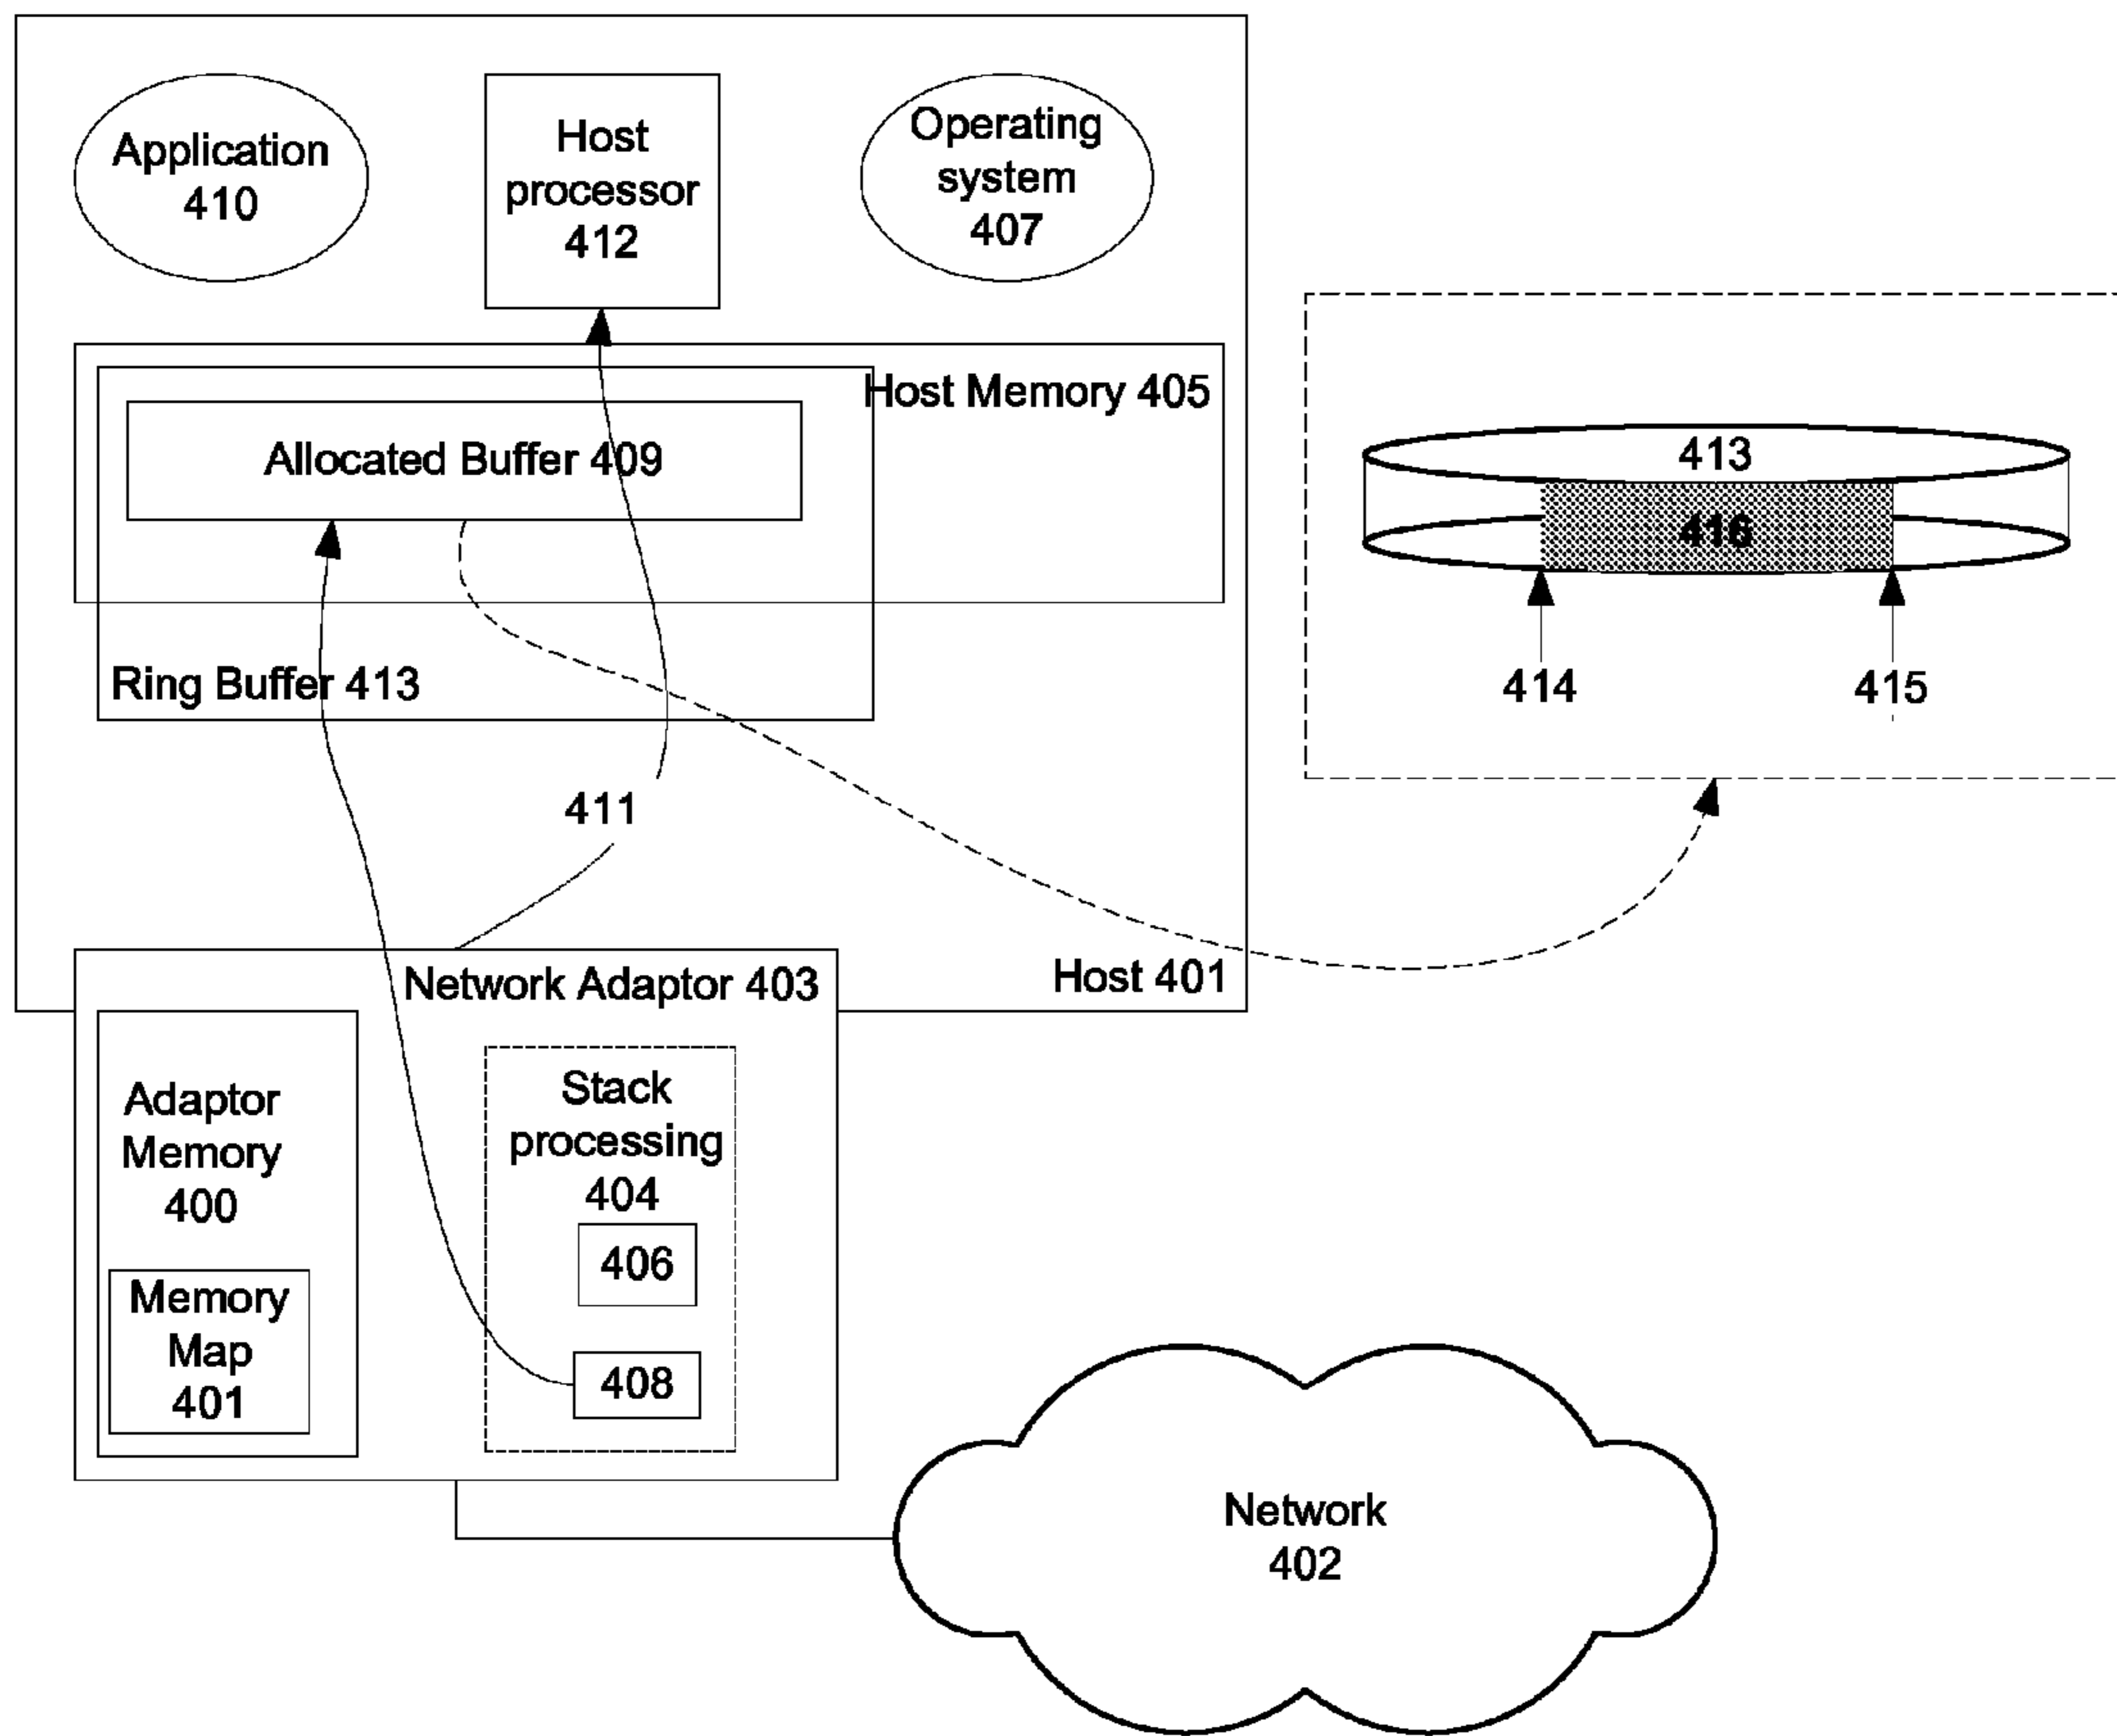 Application
410
Host
processor
412
Operating
system
407
Host Memory 405
Allocated Buffer 409
Ring Buffer 413
413
416
414
415
411
Network Adaptor 403
Host 401
Adaptor
Memory
400
Memory
Map
401
Stack
processing
404
406
408
Network
402